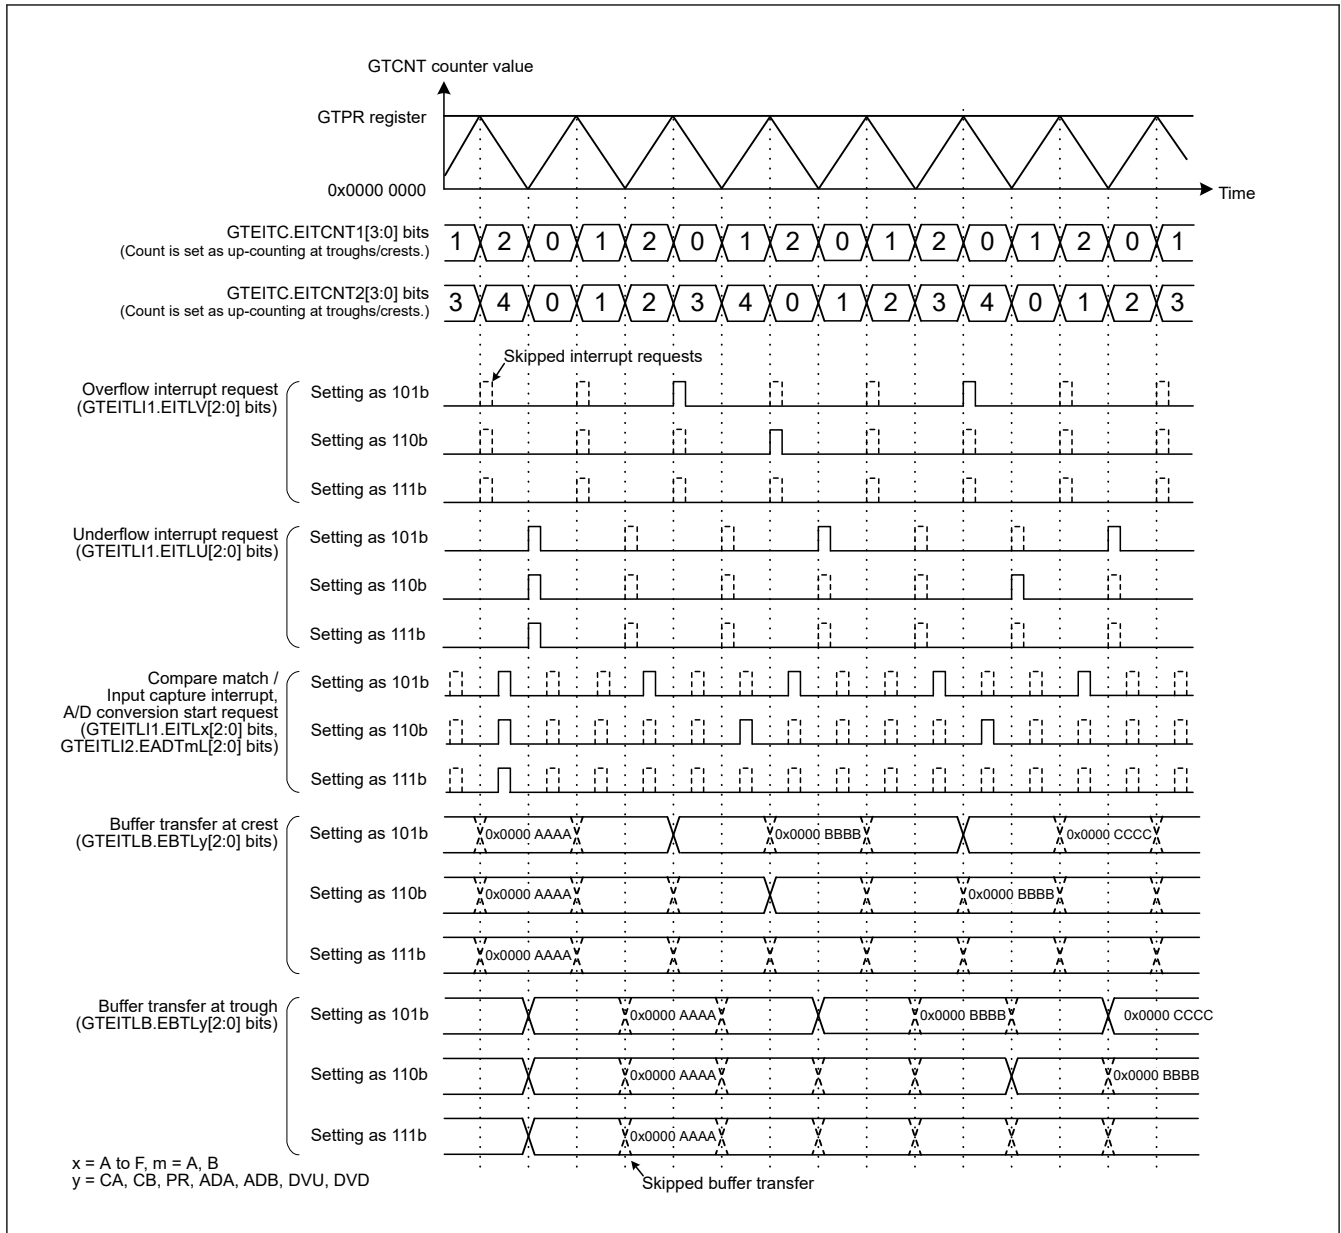 GTCNT counter value
GTPR register
0x0000 0000
Time
GTEITC.EITCNT1[3:0] bits
(Count is set as up-counting at troughs/crests.)
1 2 0 1 2 0 1 2 0 1 2 0 1 2 0 1
GTEITC.EITCNT2[3:0] bits
(Count is set as up-counting at troughs/crests.)
3 4 0 1 2 3 4 0 1 2 3 4 0 1 2 3
Skipped interrupt requests
Overflow interrupt request
(GTEITLI1.EITLV[2:0] bits)
Setting as 101b
Setting as 110b
Setting as 111b
Underflow interrupt request
(GTEITLI1.EITLU[2:0] bits)
Setting as 101b
Setting as 110b
Setting as 111b
Compare match /
Input capture interrupt,
A/D conversion start request
(GTEITLI1.EITLx[2:0] bits,
GTEITLI2.EADTmL[2:0] bits)
Setting as 101b
Setting as 110b
Setting as 111b
Buffer transfer at crest
(GTEITLB.EBTLy[2:0] bits)
Setting as 101b
0x0000 AAAA 0x0000 BBBB 0x0000 CCCC
Setting as 110b
0x0000 AAAA 0x0000 BBBB
Setting as 111b
0x0000 AAAA
Buffer transfer at trough
(GTEITLB.EBTLy[2:0] bits)
Setting as 101b
0x0000 AAAA 0x0000 BBBB 0x0000 CCCC
Setting as 110b
0x0000 AAAA 0x0000 BBBB
Setting as 111b
0x0000 AAAA
Skipped buffer transfer
x = A to F, m = A, B
y = CA, CB, PR, ADA, ADB, DVU, DVD